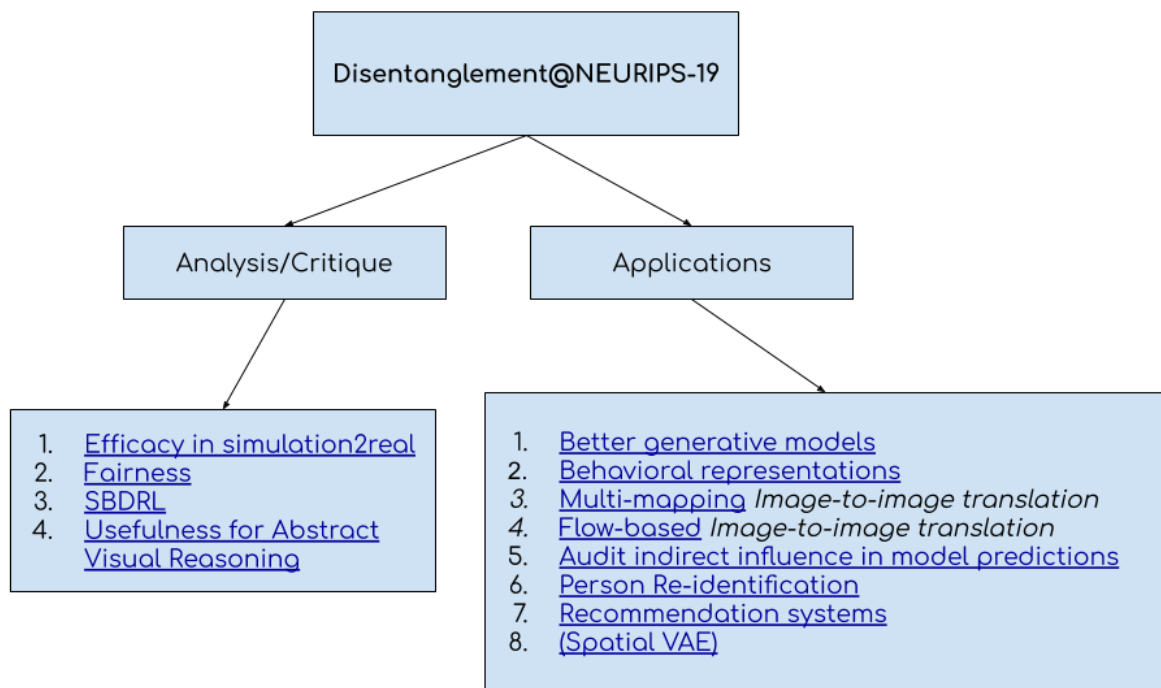 Disentanglement@NEURIPS-19
Analysis/Critique
Applications
1. Efficacy in simulation2real
2. Fairness
3. SBDRL
4. Usefulness for Abstract
Visual Reasoning
1. Better generative models
2. Behavioral representations
3. Multi-mapping Image-to-image translation
4. Flow-based Image-to-image translation
5. Audit indirect influence in model predictions
6. Person Re-identification
7. Recommendation systems
8. (Spatial VAE)